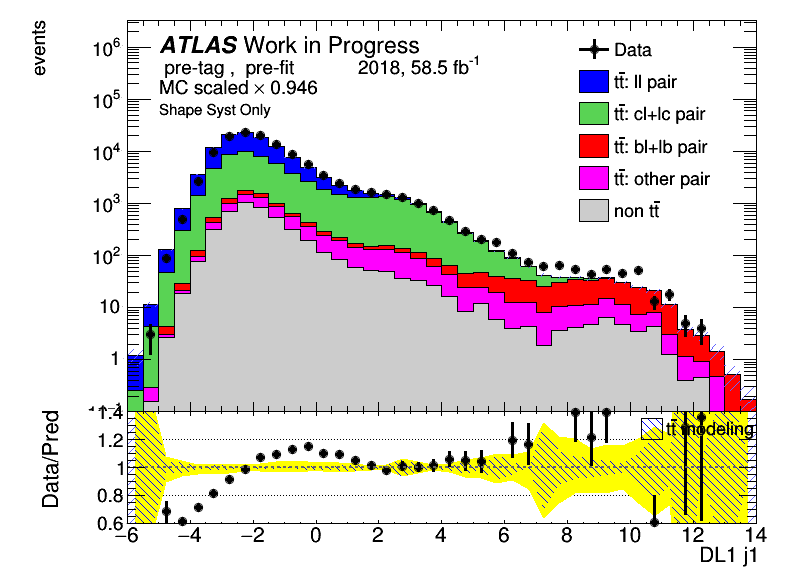 events
10⁶
10⁵
10⁴
10³
10²
10
1
ATLAS Work in Progress
pre-tag , pre-fit 2018, 58.5 fb⁻¹
MC scaled × 0.946
Shape Syst Only
Data
tt̄: ll pair
tt̄: cl+lc pair
tt̄: bl+lb pair
tt̄: other pair
non tt̄
Data/Pred
1.4
1.2
1
0.8
0.6
tt̄ modeling
−6 −4 −2 0 2 4 6 8 10 12 14
DL1 j1